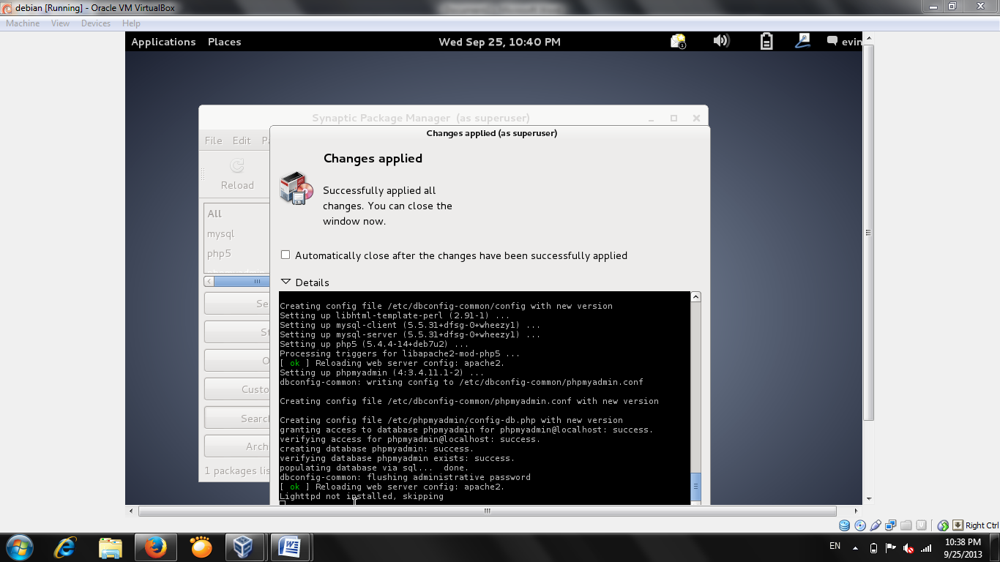 debian [Running] - Oracle VM VirtualBox
Machine View Devices Help
Applications Places Wed Sep 25, 10:40 PM evin
Synaptic Package Manager (as superuser)
File Edit
Changes applied (as superuser)
Changes applied
Reload
Successfully applied all
changes. You can close the
window now.
All
mysql
php5
Automatically close after the changes have been successfully applied
Details
Creating config file /etc/dbconfig-common/config with new version
Setting up libhtml-template-perl (2.91-1) ...
Setting up mysql-client (5.5.31+dfsg-0+wheezy1) ...
Setting up mysql-server (5.5.31+dfsg-0+wheezy1) ...
Setting up php5 (5.4.4-14+deb7u2) ...
Processing triggers for libapache2-mod-php5 ...
[ ok ] Reloading web server config: apache2.
Setting up phpmyadmin (4:3.4.11.1-2) ...
dbconfig-common: writing config to /etc/dbconfig-common/phpmyadmin.conf
Creating config file /etc/dbconfig-common/phpmyadmin.conf with new version
Creating config file /etc/phpmyadmin/config-db.php with new version
granting access to database phpmyadmin for phpmyadmin@localhost: success.
verifying access for phpmyadmin@localhost: success.
creating database phpmyadmin: success.
verifying database phpmyadmin exists: success.
populating database via sql... done.
dbconfig-common: flushing administrative password
[ ok ] Reloading web server config: apache2.
Lighttpd not installed, skipping
Se
St
O
Custo
Search
Arch
1 packages lis
Right Ctrl
EN
10:38 PM
9/25/2013